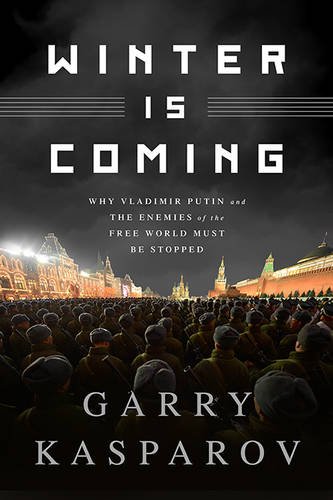 WINTER
IS
COMING
WHY VLADIMIR PUTIN and
THE ENEMIES of the
FREE WORLD MUST
BE STOPPED
GARRY
KASPAROV